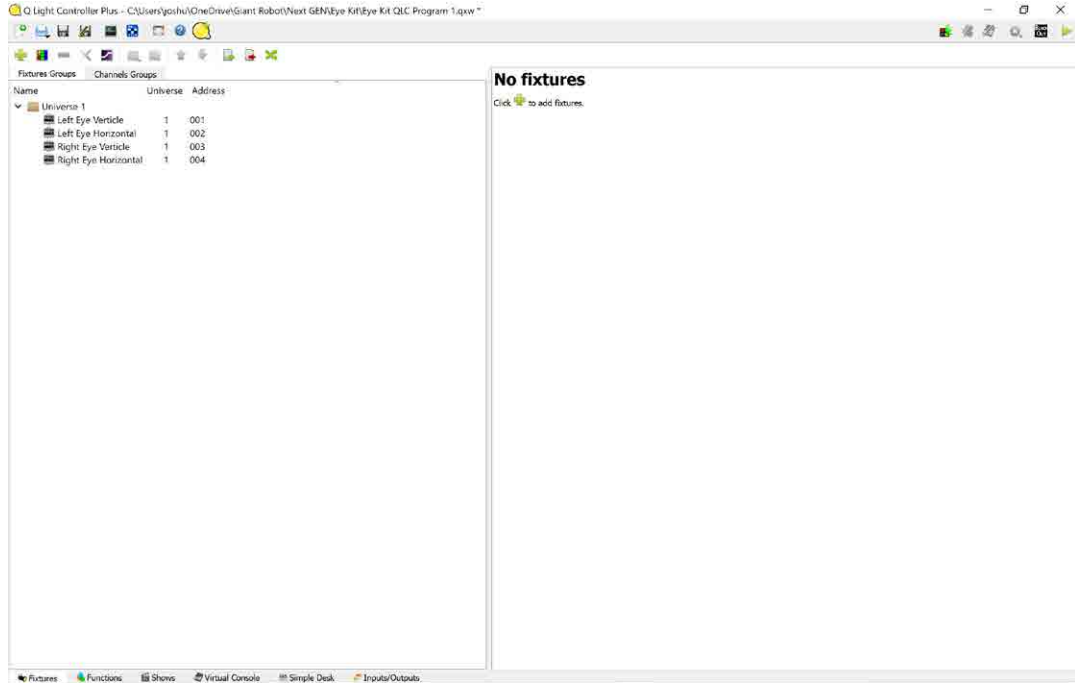 Q Light Controller Plus - C:\Users\yoshu\OneDrive\Giant Robot\Next GEN\Eye Kit\Eye Kit QLC Program 1.qxw *
Fixtures Groups Channels Groups
Name Universe Address
Universe 1
Left Eye Verticle 1 001
Left Eye Horizontal 1 002
Right Eye Verticle 1 003
Right Eye Horizontal 1 004
No fixtures
Click to add fixtures.
Fixtures Functions Shows Virtual Console Simple Desk Inputs/Outputs